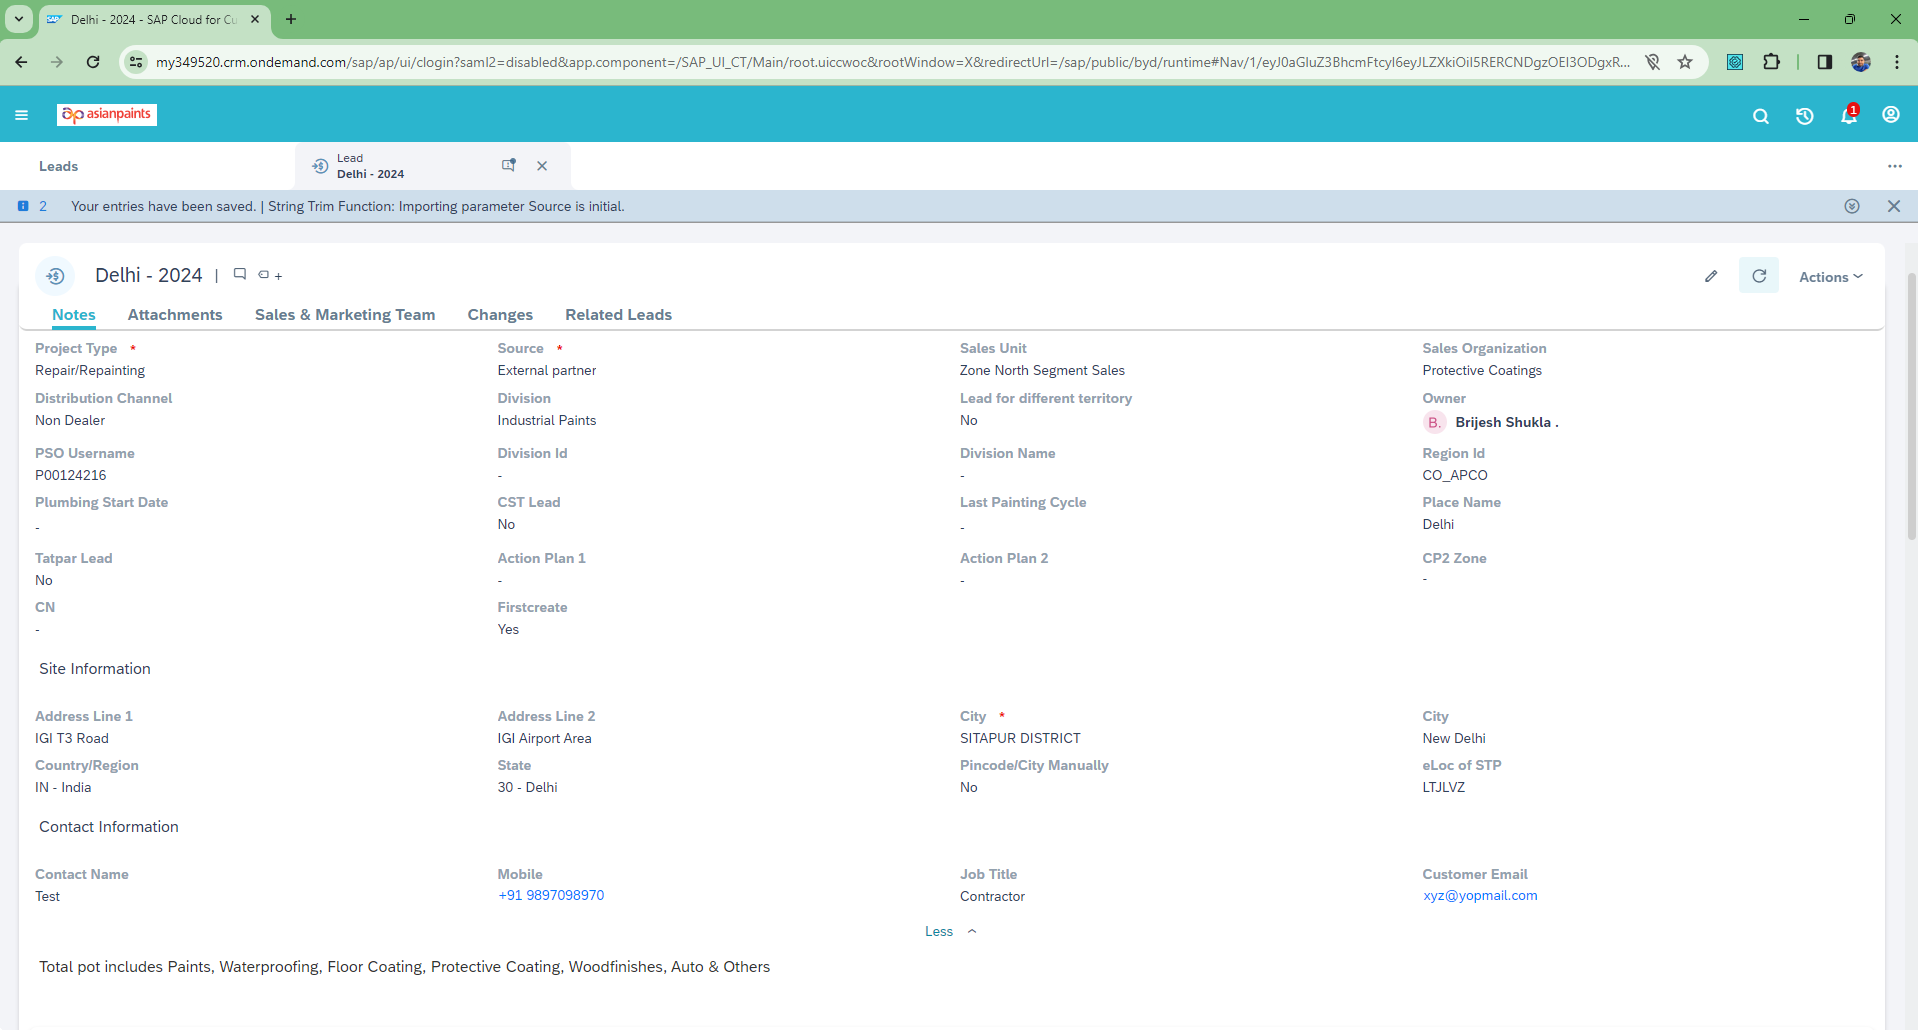 Delhi - 2024 - SAP Cloud for Cu
my349520.crm.ondemand.com/sap/ap/ui/clogin?saml2=disabled&app.component=/SAP_UI_CT/Main/root.uiccwoc&rootWindow=X&redirectUrl=/sap/public/byd/runtime#Nav/1/eyJ0aGluZ3BhcmFtcyI6eyJLZXkiOiI5RERCNDgzOEI3ODgxR...
asianpaints
1
Leads
Lead
Delhi - 2024
2 Your entries have been saved. | String Trim Function: Importing parameter Source is initial.
Delhi - 2024 |
Actions
Notes Attachments Sales & Marketing Team Changes Related Leads
Project Type * Source * Sales Unit Sales Organization
Repair/Repainting External partner Zone North Segment Sales Protective Coatings
Distribution Channel Division Lead for different territory Owner
Non Dealer Industrial Paints No B. Brijesh Shukla .
PSO Username Division Id Division Name Region Id
P00124216 - - CO_APCO
Plumbing Start Date CST Lead Last Painting Cycle Place Name
- No - Delhi
Tatpar Lead Action Plan 1 Action Plan 2 CP2 Zone
No - - -
CN Firstcreate
- Yes
Site Information
Address Line 1 Address Line 2 City * City
IGI T3 Road IGI Airport Area SITAPUR DISTRICT New Delhi
Country/Region State Pincode/City Manually eLoc of STP
IN - India 30 - Delhi No LTJLVZ
Contact Information
Contact Name Mobile Job Title Customer Email
Test +91 9897098970 Contractor xyz@yopmail.com
Less
Total pot includes Paints, Waterproofing, Floor Coating, Protective Coating, Woodfinishes, Auto & Others